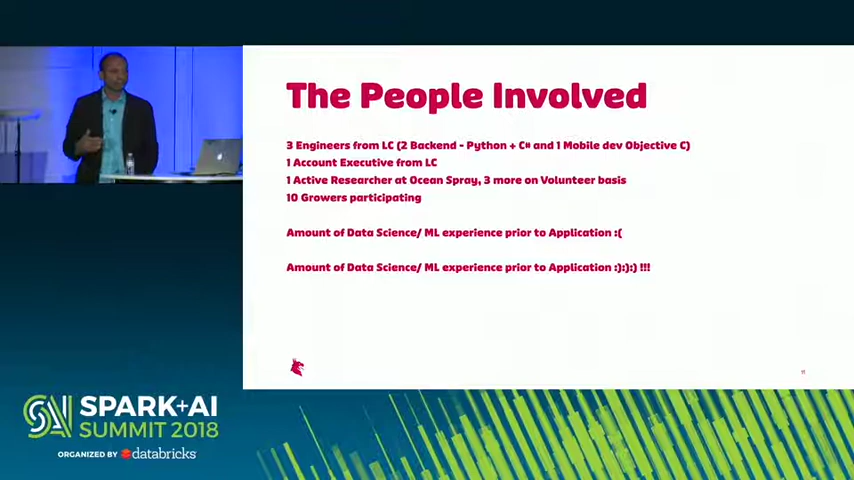 The People Involved
3 Engineers from LC (2 Backend - Python + C# and 1 Mobile dev Objective C)
1 Account Executive from LC
1 Active Researcher at Ocean Spray, 3 more on Volunteer basis
10 Growers participating
Amount of Data Science/ ML experience prior to Application :(
Amount of Data Science/ ML experience prior to Application :):):) !!!
11
SAI SPARK+AI
SUMMIT 2018
ORGANIZED BY databricks